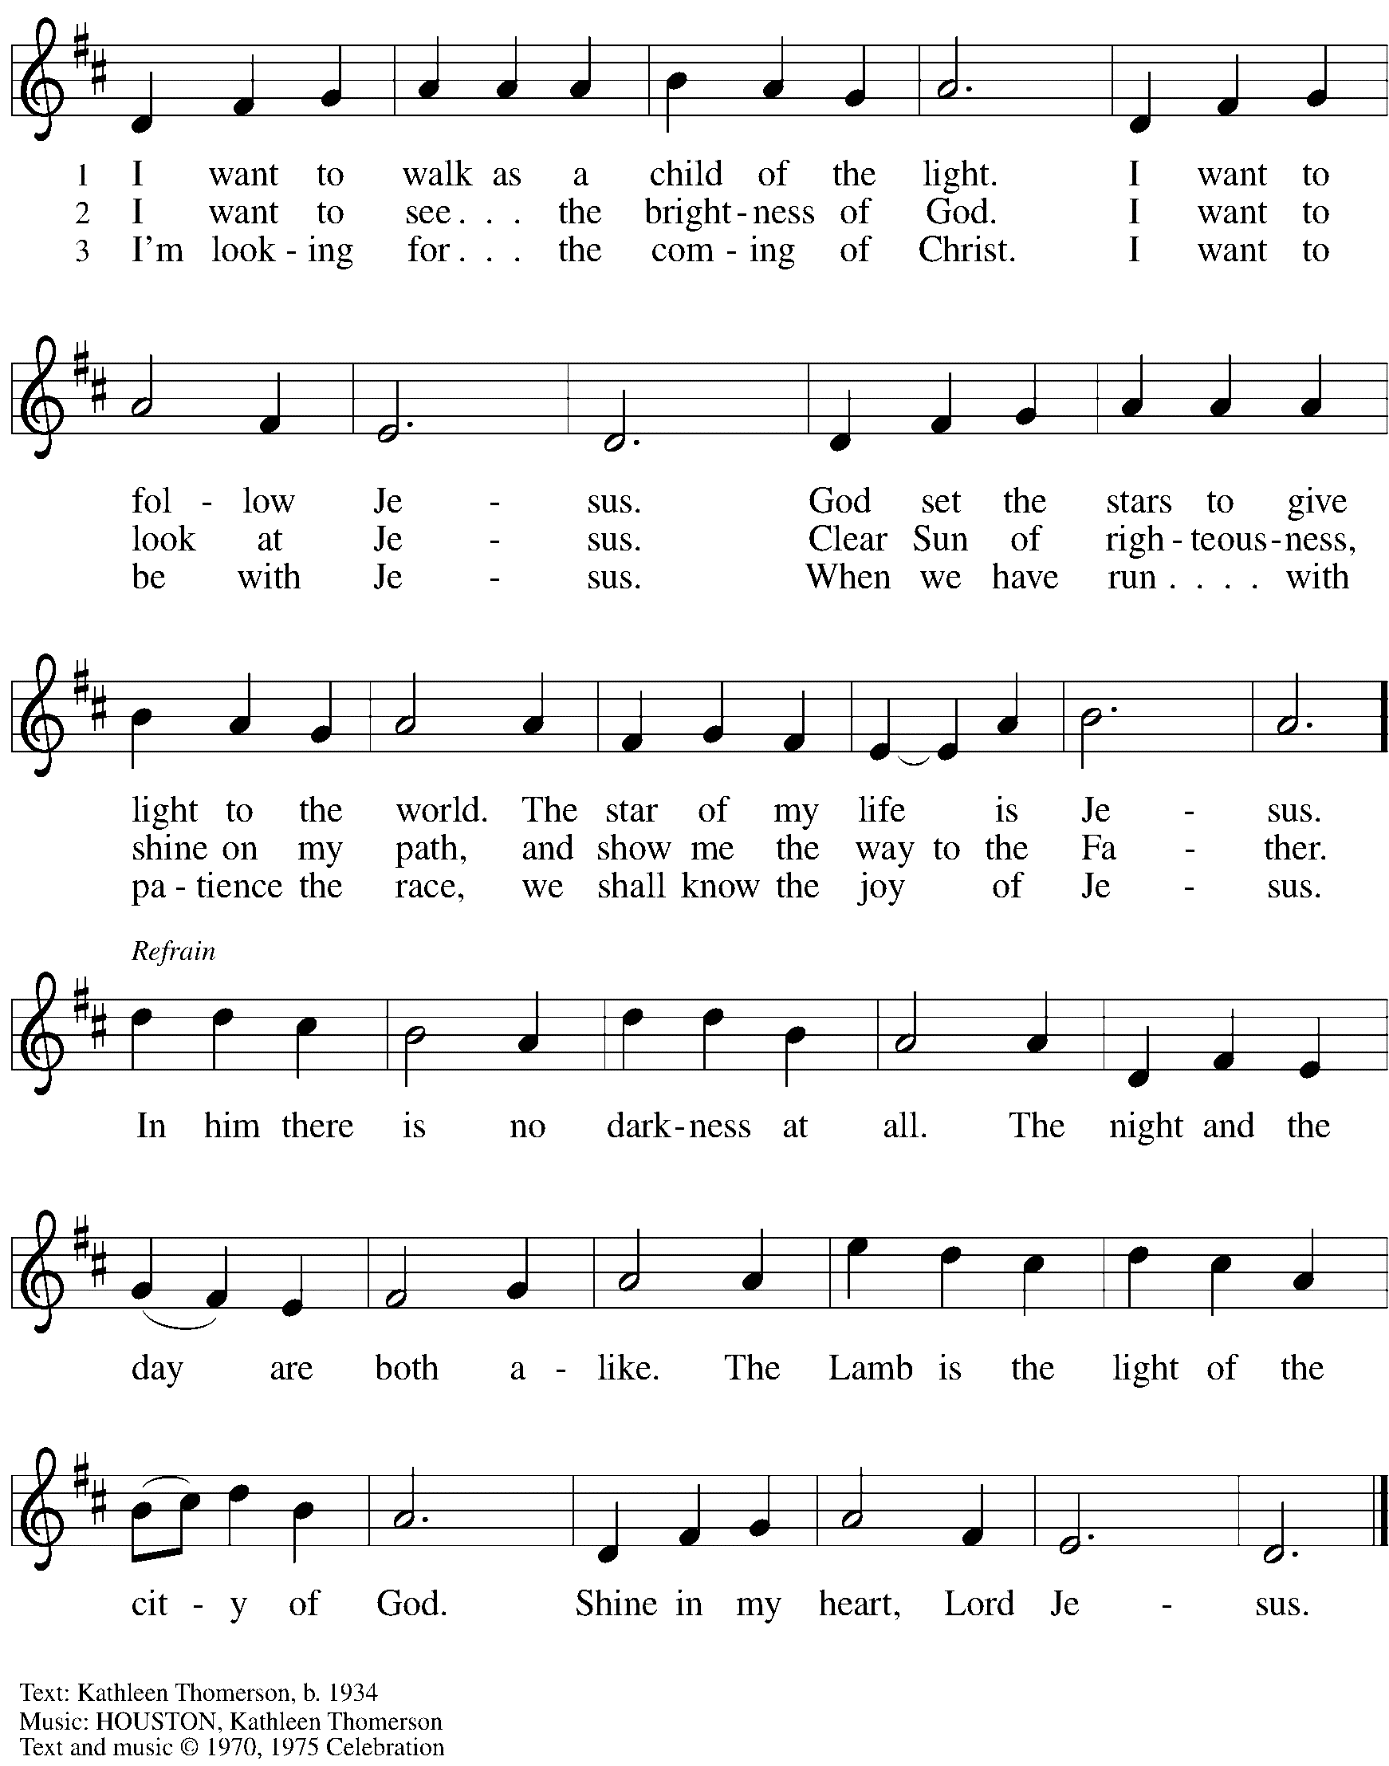 1 I want to walk as a child of the light. I want to
2 I want to see . . . the bright - ness of God. I want to
3 I'm look - ing for . . . the com - ing of Christ. I want to
fol - low Je - sus. God set the stars to give
look at Je - sus. Clear Sun of righ - teous - ness,
be with Je - sus. When we have run . . . . with
light to the world. The star of my life is Je - sus.
shine on my path, and show me the way to the Fa - ther.
pa - tience the race, we shall know the joy of Je - sus.
Refrain
In him there is no dark - ness at all. The night and the
day are both a - like. The Lamb is the light of the
cit - y of God. Shine in my heart, Lord Je - sus.
Text: Kathleen Thomerson, b. 1934
Music: HOUSTON, Kathleen Thomerson
Text and music © 1970, 1975 Celebration